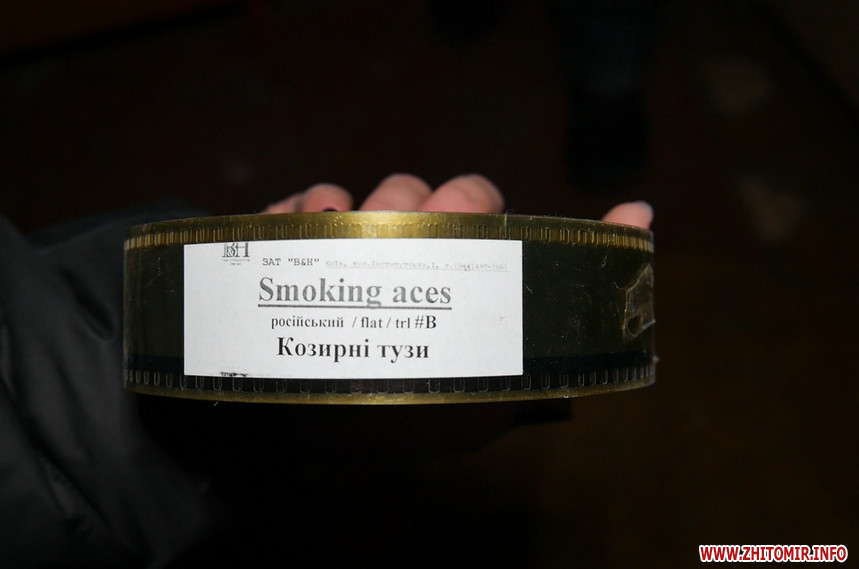 B&H
ЗАТ "B&H"
Smoking aces
російський / flat / trl #B
Козирні тузи
WWW.ZHITOMIR.INFO